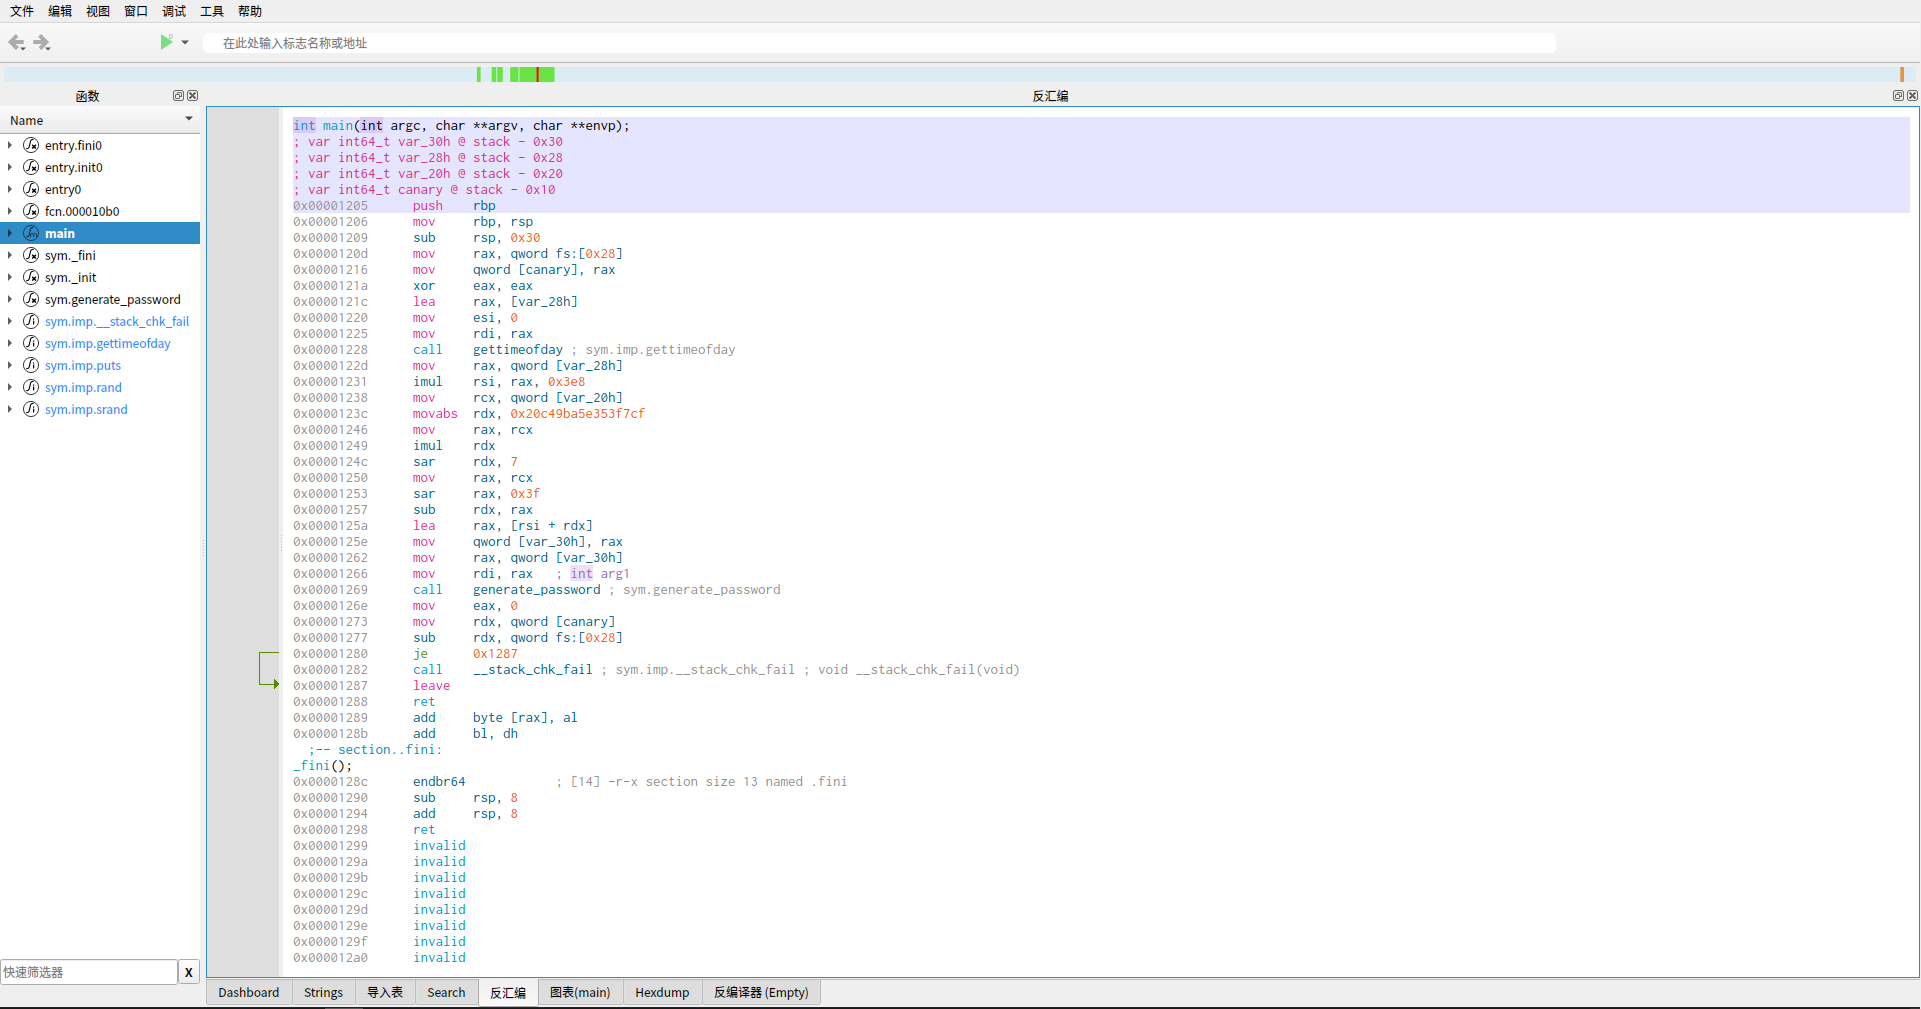 文件 编辑 视图 窗口 调试 工具 帮助
在此处输入标志名称或地址
函数
Name
entry.fini0
entry.init0
entry0
fcn.000010b0
main
sym._fini
sym._init
sym.generate_password
sym.imp.__stack_chk_fail
sym.imp.gettimeofday
sym.imp.puts
sym.imp.rand
sym.imp.srand
快速筛选器 X
反汇编
int main(int argc, char **argv, char **envp);
; var int64_t var_30h @ stack - 0x30
; var int64_t var_28h @ stack - 0x28
; var int64_t var_20h @ stack - 0x20
; var int64_t canary @ stack - 0x10
0x00001205 push rbp
0x00001206 mov rbp, rsp
0x00001209 sub rsp, 0x30
0x0000120d mov rax, qword fs:[0x28]
0x00001216 mov qword [canary], rax
0x0000121a xor eax, eax
0x0000121c lea rax, [var_28h]
0x00001220 mov esi, 0
0x00001225 mov rdi, rax
0x00001228 call gettimeofday ; sym.imp.gettimeofday
0x0000122d mov rax, qword [var_28h]
0x00001231 imul rsi, rax, 0x3e8
0x00001238 mov rcx, qword [var_20h]
0x0000123c movabs rdx, 0x20c49ba5e353f7cf
0x00001246 mov rax, rcx
0x00001249 imul rdx
0x0000124c sar rdx, 7
0x00001250 mov rax, rcx
0x00001253 sar rax, 0x3f
0x00001257 sub rdx, rax
0x0000125a lea rax, [rsi + rdx]
0x0000125e mov qword [var_30h], rax
0x00001262 mov rax, qword [var_30h]
0x00001266 mov rdi, rax ; int arg1
0x00001269 call generate_password ; sym.generate_password
0x0000126e mov eax, 0
0x00001273 mov rdx, qword [canary]
0x00001277 sub rdx, qword fs:[0x28]
0x00001280 je 0x1287
0x00001282 call __stack_chk_fail ; sym.imp.__stack_chk_fail ; void __stack_chk_fail(void)
0x00001287 leave
0x00001288 ret
0x00001289 add byte [rax], al
0x0000128b add bl, dh
;-- section..fini:
_fini();
0x0000128c endbr64 ; [14] -r-x section size 13 named .fini
0x00001290 sub rsp, 8
0x00001294 add rsp, 8
0x00001298 ret
0x00001299 invalid
0x0000129a invalid
0x0000129b invalid
0x0000129c invalid
0x0000129d invalid
0x0000129e invalid
0x0000129f invalid
0x000012a0 invalid
Dashboard Strings 导入表 Search 反汇编 图表(main) Hexdump 反编译器 (Empty)